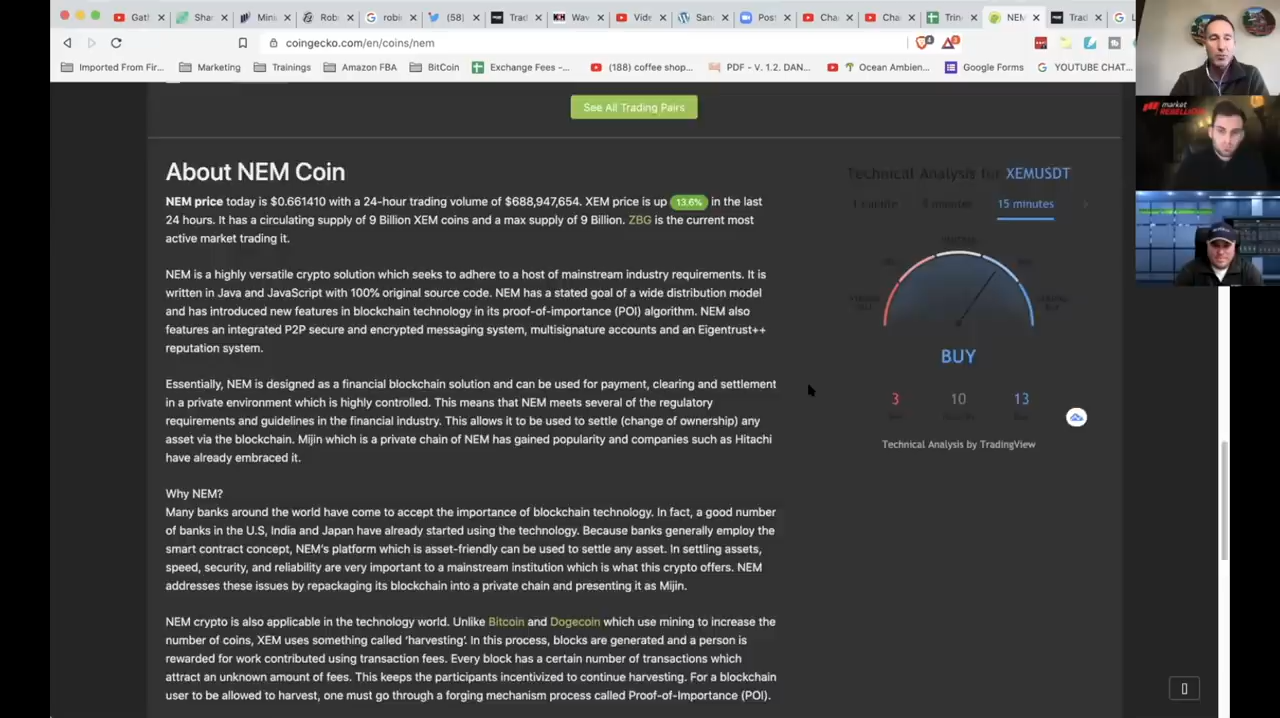 Gatl
Shar
Mini
Rob
robin
(58)
Trad
Wav
Vide
San
Post
Cha
Cha
Trin
NEM
Trad
coingecko.com/en/coins/nem
Imported From Fir...
Marketing
Trainings
Amazon FBA
BitCoin
Exchange Fees –...
(188) coffee shop...
PDF - V. 1.2. DAN...
Ocean Ambien...
Google Forms
YOUTUBE CHAT...
market
REBELLION
See All Trading Pairs
About NEM Coin
NEM price today is $0.661410 with a 24-hour trading volume of $688,947,654. XEM price is up 13.6% in the last
24 hours. It has a circulating supply of 9 Billion XEM coins and a max supply of 9 Billion. ZBG is the current most
active market trading it.
NEM is a highly versatile crypto solution which seeks to adhere to a host of mainstream industry requirements. It is
written in Java and JavaScript with 100% original source code. NEM has a stated goal of a wide distribution model
and has introduced new features in blockchain technology in its proof-of-importance (POI) algorithm. NEM also
features an integrated P2P secure and encrypted messaging system, multisignature accounts and an Eigentrust++
reputation system.
Essentially, NEM is designed as a financial blockchain solution and can be used for payment, clearing and settlement
in a private environment which is highly controlled. This means that NEM meets several of the regulatory
requirements and guidelines in the financial industry. This allows it to be used to settle (change of ownership) any
asset via the blockchain. Mijin which is a private chain of NEM has gained popularity and companies such as Hitachi
have already embraced it.
Why NEM?
Many banks around the world have come to accept the importance of blockchain technology. In fact, a good number
of banks in the U.S, India and Japan have already started using the technology. Because banks generally employ the
smart contract concept, NEM's platform which is asset-friendly can be used to settle any asset. In settling assets,
speed, security, and reliability are very important to a mainstream institution which is what this crypto offers. NEM
addresses these issues by repackaging its blockchain into a private chain and presenting it as Mijin.
NEM crypto is also applicable in the technology world. Unlike Bitcoin and Dogecoin which use mining to increase the
number of coins, XEM uses something called 'harvesting'. In this process, blocks are generated and a person is
rewarded for work contributed using transaction fees. Every block has a certain number of transactions which
attract an unknown amount of fees. This keeps the participants incentivized to continue harvesting. For a blockchain
user to be allowed to harvest, one must go through a forging mechanism process called Proof-of-Importance (POI).
Technical Analysis for XEMUSDT
1 minute
5 minutes
15 minutes
BUY
3
10
13
Technical Analysis by TradingView